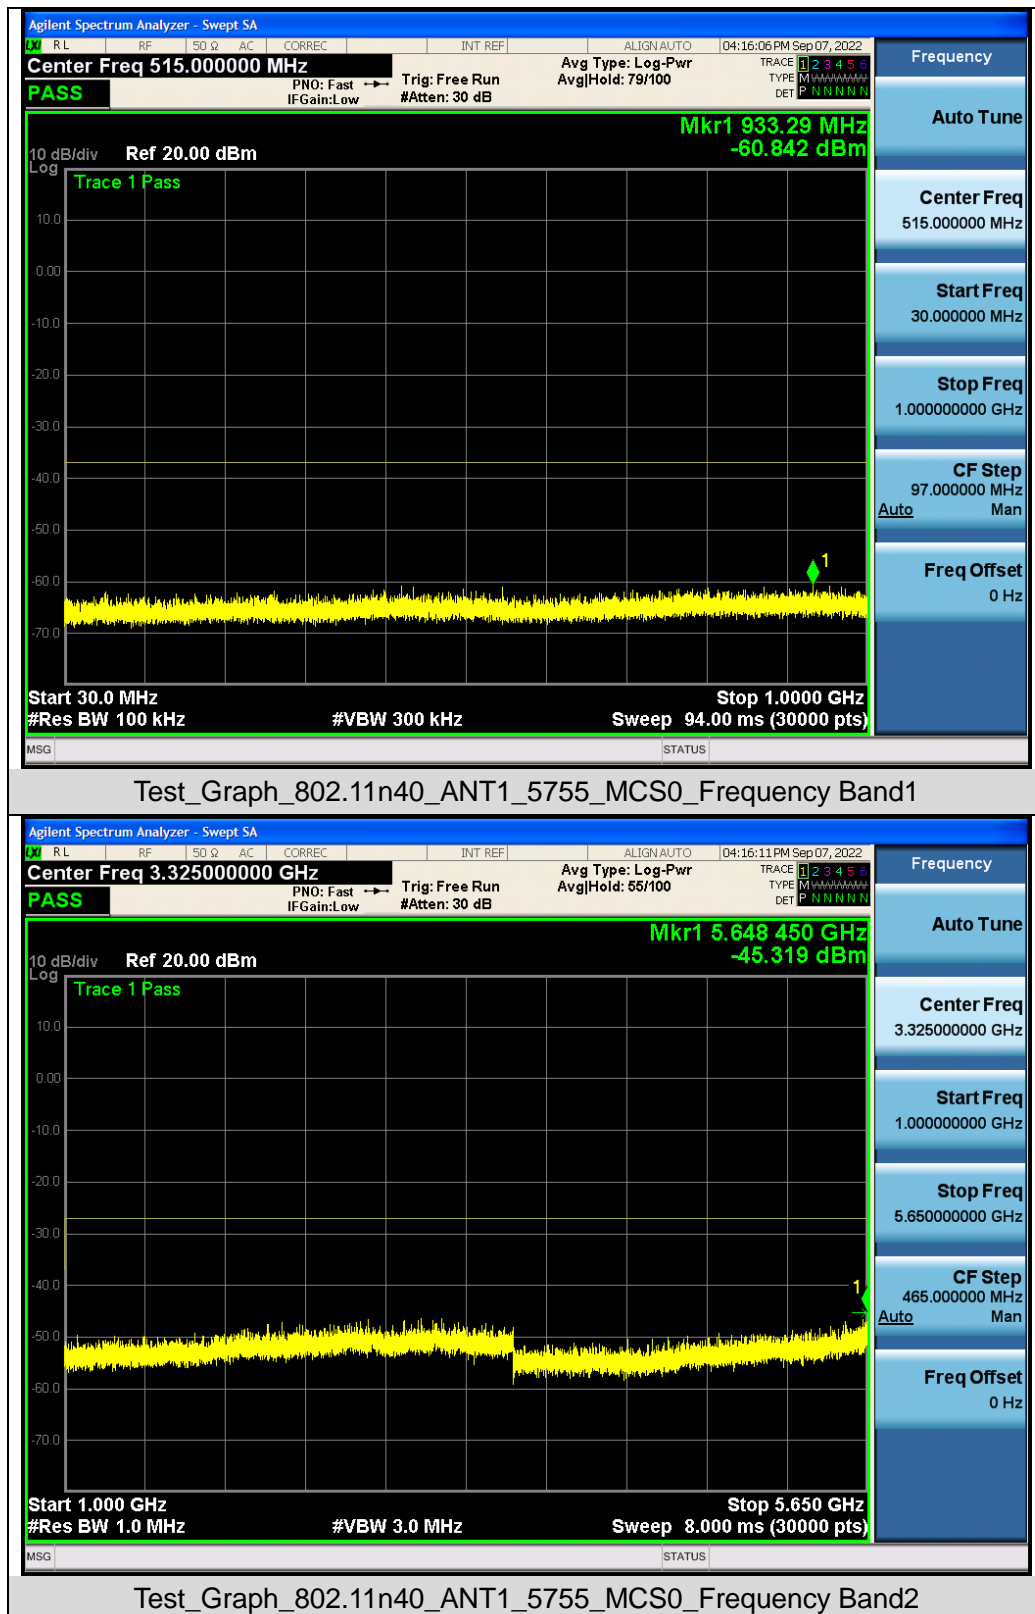 Agilent Spectrum Analyzer - Swept SA
LXI RL RF 50 Ω AC CORREC INT REF ALIGN AUTO 04:16:06 PM Sep 07, 2022
Center Freq 515.000000 MHz
PASS
PNO: Fast
IFGain:Low
Trig: Free Run
#Atten: 30 dB
Avg Type: Log-Pwr
Avg|Hold: 79/100
TRACE 1 2 3 4 5 6
TYPE M W W W W W
DET P N N N N N
Mkr1 933.29 MHz
-60.842 dBm
10 dB/div Ref 20.00 dBm
Log
Trace 1 Pass
10.0
0.00
-10.0
-20.0
-30.0
-40.0
-50.0
-60.0
-70.0
1
Start 30.0 MHz Stop 1.0000 GHz
#Res BW 100 kHz #VBW 300 kHz Sweep 94.00 ms (30000 pts)
MSG STATUS
Frequency
Auto Tune
Center Freq
515.000000 MHz
Start Freq
30.000000 MHz
Stop Freq
1.000000000 GHz
CF Step
97.000000 MHz
Auto Man
Freq Offset
0 Hz
Test_Graph_802.11n40_ANT1_5755_MCS0_Frequency Band1
Agilent Spectrum Analyzer - Swept SA
LXI RL RF 50 Ω AC CORREC INT REF ALIGN AUTO 04:16:11 PM Sep 07, 2022
Center Freq 3.325000000 GHz
PASS
PNO: Fast
IFGain:Low
Trig: Free Run
#Atten: 30 dB
Avg Type: Log-Pwr
Avg|Hold: 55/100
TRACE 1 2 3 4 5 6
TYPE M W W W W W
DET P N N N N N
Mkr1 5.648 450 GHz
-45.319 dBm
10 dB/div Ref 20.00 dBm
Log
Trace 1 Pass
10.0
0.00
-10.0
-20.0
-30.0
-40.0
-50.0
-60.0
-70.0
1
Start 1.000 GHz Stop 5.650 GHz
#Res BW 1.0 MHz #VBW 3.0 MHz Sweep 8.000 ms (30000 pts)
MSG STATUS
Frequency
Auto Tune
Center Freq
3.325000000 GHz
Start Freq
1.000000000 GHz
Stop Freq
5.650000000 GHz
CF Step
465.000000 MHz
Auto Man
Freq Offset
0 Hz
Test_Graph_802.11n40_ANT1_5755_MCS0_Frequency Band2